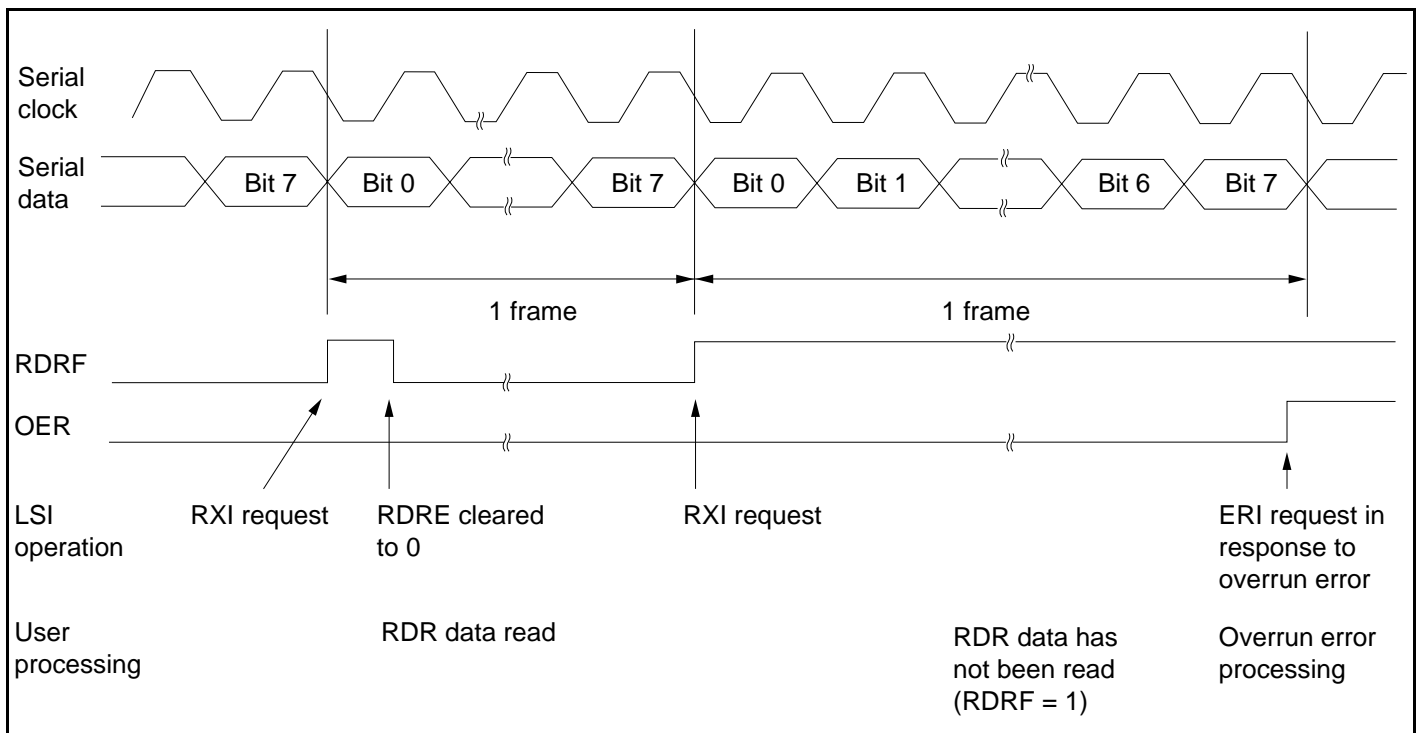 Serial
clock
Serial
data
Bit 7
Bit 0
Bit 7
Bit 0
Bit 1
Bit 6
Bit 7
1 frame
1 frame
RDRF
OER
LSI
operation
RXI request
RDRE cleared
to 0
RXI request
ERI request in
response to
overrun error
User
processing
RDR data read
RDR data has
not been read
(RDRF = 1)
Overrun error
processing